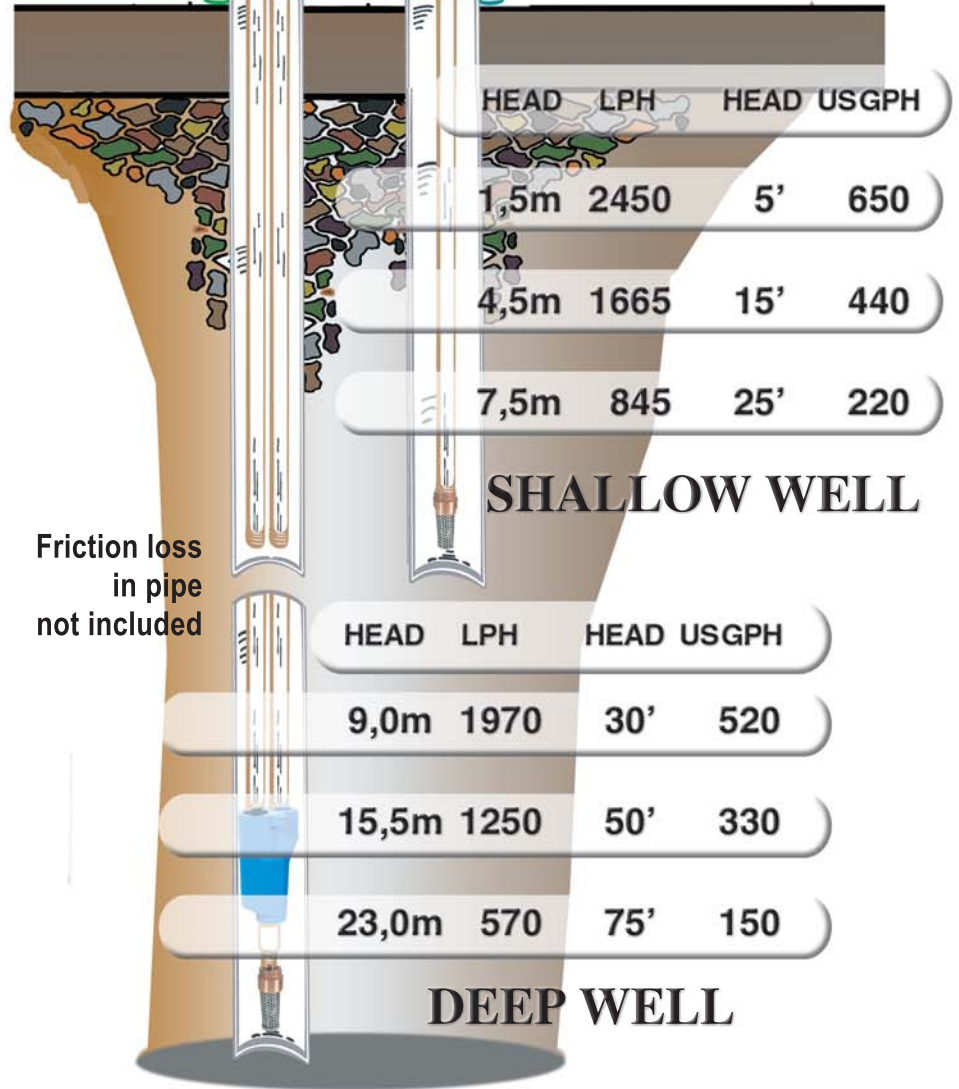 HEAD LPH HEAD USGPH
1,5m 2450 5’ 650
4,5m 1665 15’ 440
7,5m 845 25’ 220
SHALLOW WELL
Friction loss
in pipe
not included
HEAD LPH HEAD USGPH
9,0m 1970 30’ 520
15,5m 1250 50’ 330
23,0m 570 75’ 150
DEEP WELL